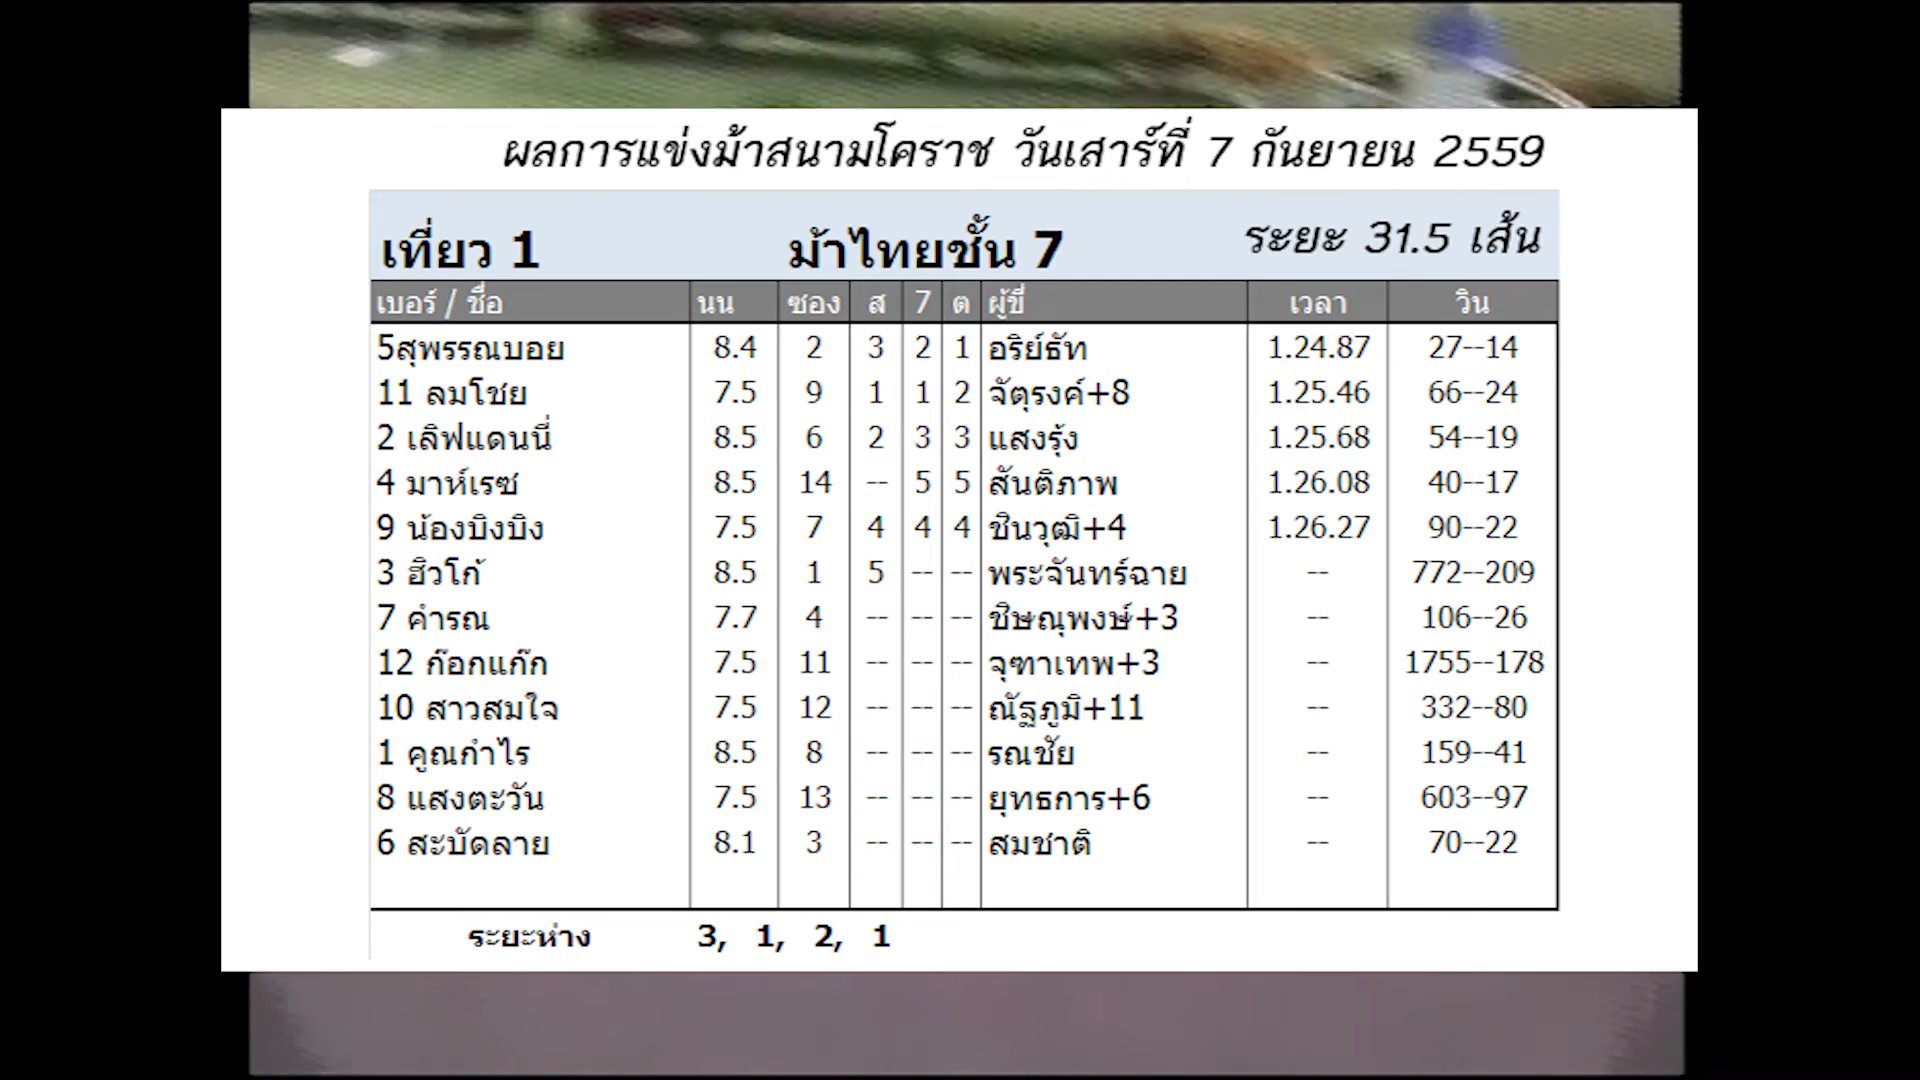 ผลการแข่งม้าสนามโคราช วันเสาร์ที่ 7 กันยายน 2559
เที่ยว 1 ม้าไทยชั้น 7 ระยะ 31.5 เส้น
เบอร์ / ชื่อ นน ซอง ส 7 ต ผู้ขี่ เวลา วิน
5สุพรรณบอย 8.4 2 3 2 1 อริย์ธัท 1.24.87 27--14
11 ลมโชย 7.5 9 1 1 2 จัตุรงค์+8 1.25.46 66--24
2 เลิฟแดนนี่ 8.5 6 2 3 3 แสงรุ้ง 1.25.68 54--19
4 มาห์เรซ 8.5 14 -- 5 5 สันติภาพ 1.26.08 40--17
9 น้องบิงบิง 7.5 7 4 4 4 ชินวุฒิ+4 1.26.27 90--22
3 ฮิวโก้ 8.5 1 5 -- -- พระจันทร์ฉาย -- 772--209
7 คำรณ 7.7 4 -- -- -- ชิษณุพงษ์+3 -- 106--26
12 ก๊อกแก๊ก 7.5 11 -- -- -- จุฑาเทพ+3 -- 1755--178
10 สาวสมใจ 7.5 12 -- -- -- ณัฐภูมิ+11 -- 332--80
1 คูณกำไร 8.5 8 -- -- -- รณชัย -- 159--41
8 แสงตะวัน 7.5 13 -- -- -- ยุทธการ+6 -- 603--97
6 สะบัดลาย 8.1 3 -- -- -- สมชาติ -- 70--22
ระยะห่าง 3, 1, 2, 1